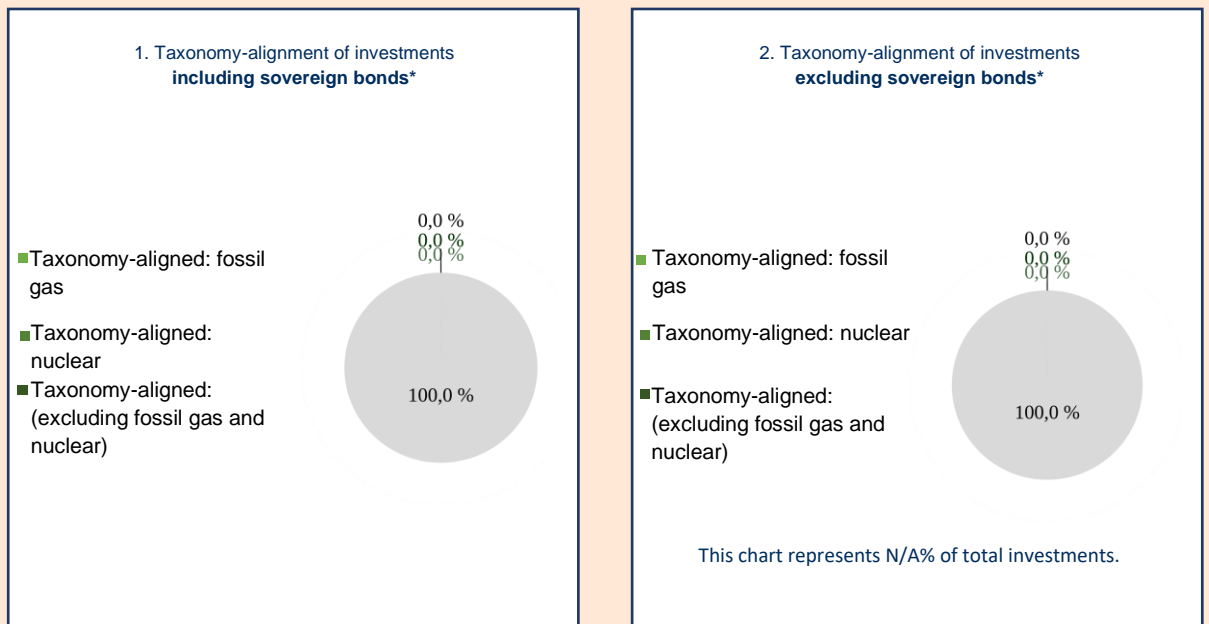 1. Taxonomy-alignment of investments
including sovereign bonds*
0,0 %
0,0 %
0,0 %
Taxonomy-aligned: fossil
gas
Taxonomy-aligned:
nuclear
Taxonomy-aligned:
(excluding fossil gas and
nuclear)
100,0 %
2. Taxonomy-alignment of investments
excluding sovereign bonds*
0,0 %
0,0 %
0,0 %
Taxonomy-aligned: fossil
gas
Taxonomy-aligned: nuclear
Taxonomy-aligned:
(excluding fossil gas and
nuclear)
100,0 %
This chart represents N/A% of total investments.